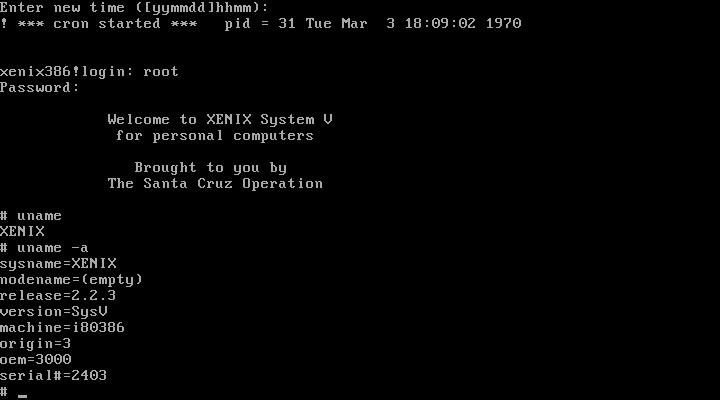 Enter new time ([yymmdd]hhmm):
! *** cron started ***   pid = 31 Tue Mar  3 18:09:02 1970
xenix386!login: root
Password:
Welcome to XENIX System V
for personal computers
Brought to you by
The Santa Cruz Operation
# uname
XENIX
# uname -a
sysname=XENIX
nodename=(empty)
release=2.2.3
version=SysV
machine=i80386
origin=3
oem=3000
serial#=2403
# _